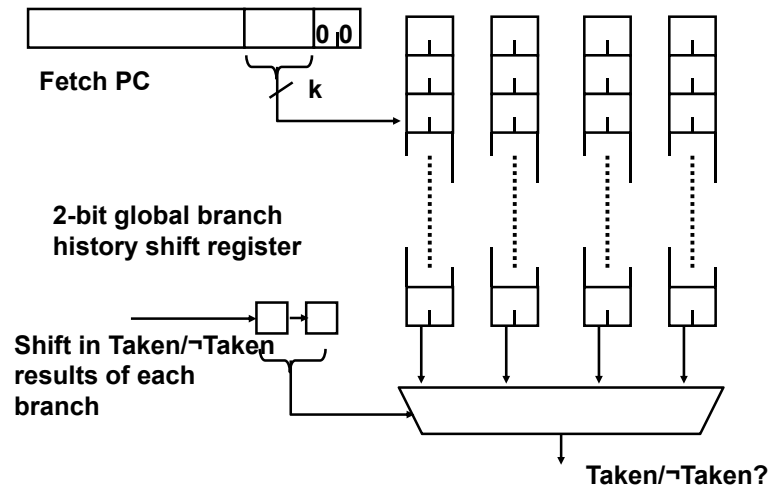 0 0
Fetch PC
k
2-bit global branch
history shift register
Shift in Taken/¬Taken
results of each
branch
Taken/¬Taken?